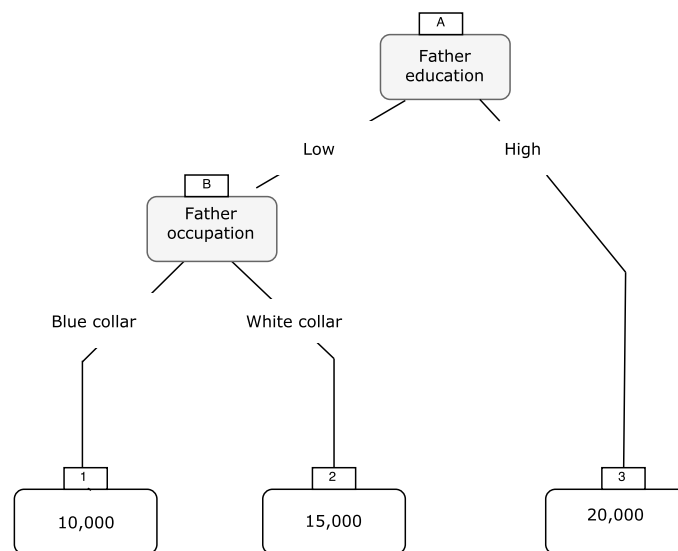 A
Father
education
Low
High
B
Father
occupation
Blue collar
White collar
1
2
3
10,000
15,000
20,000